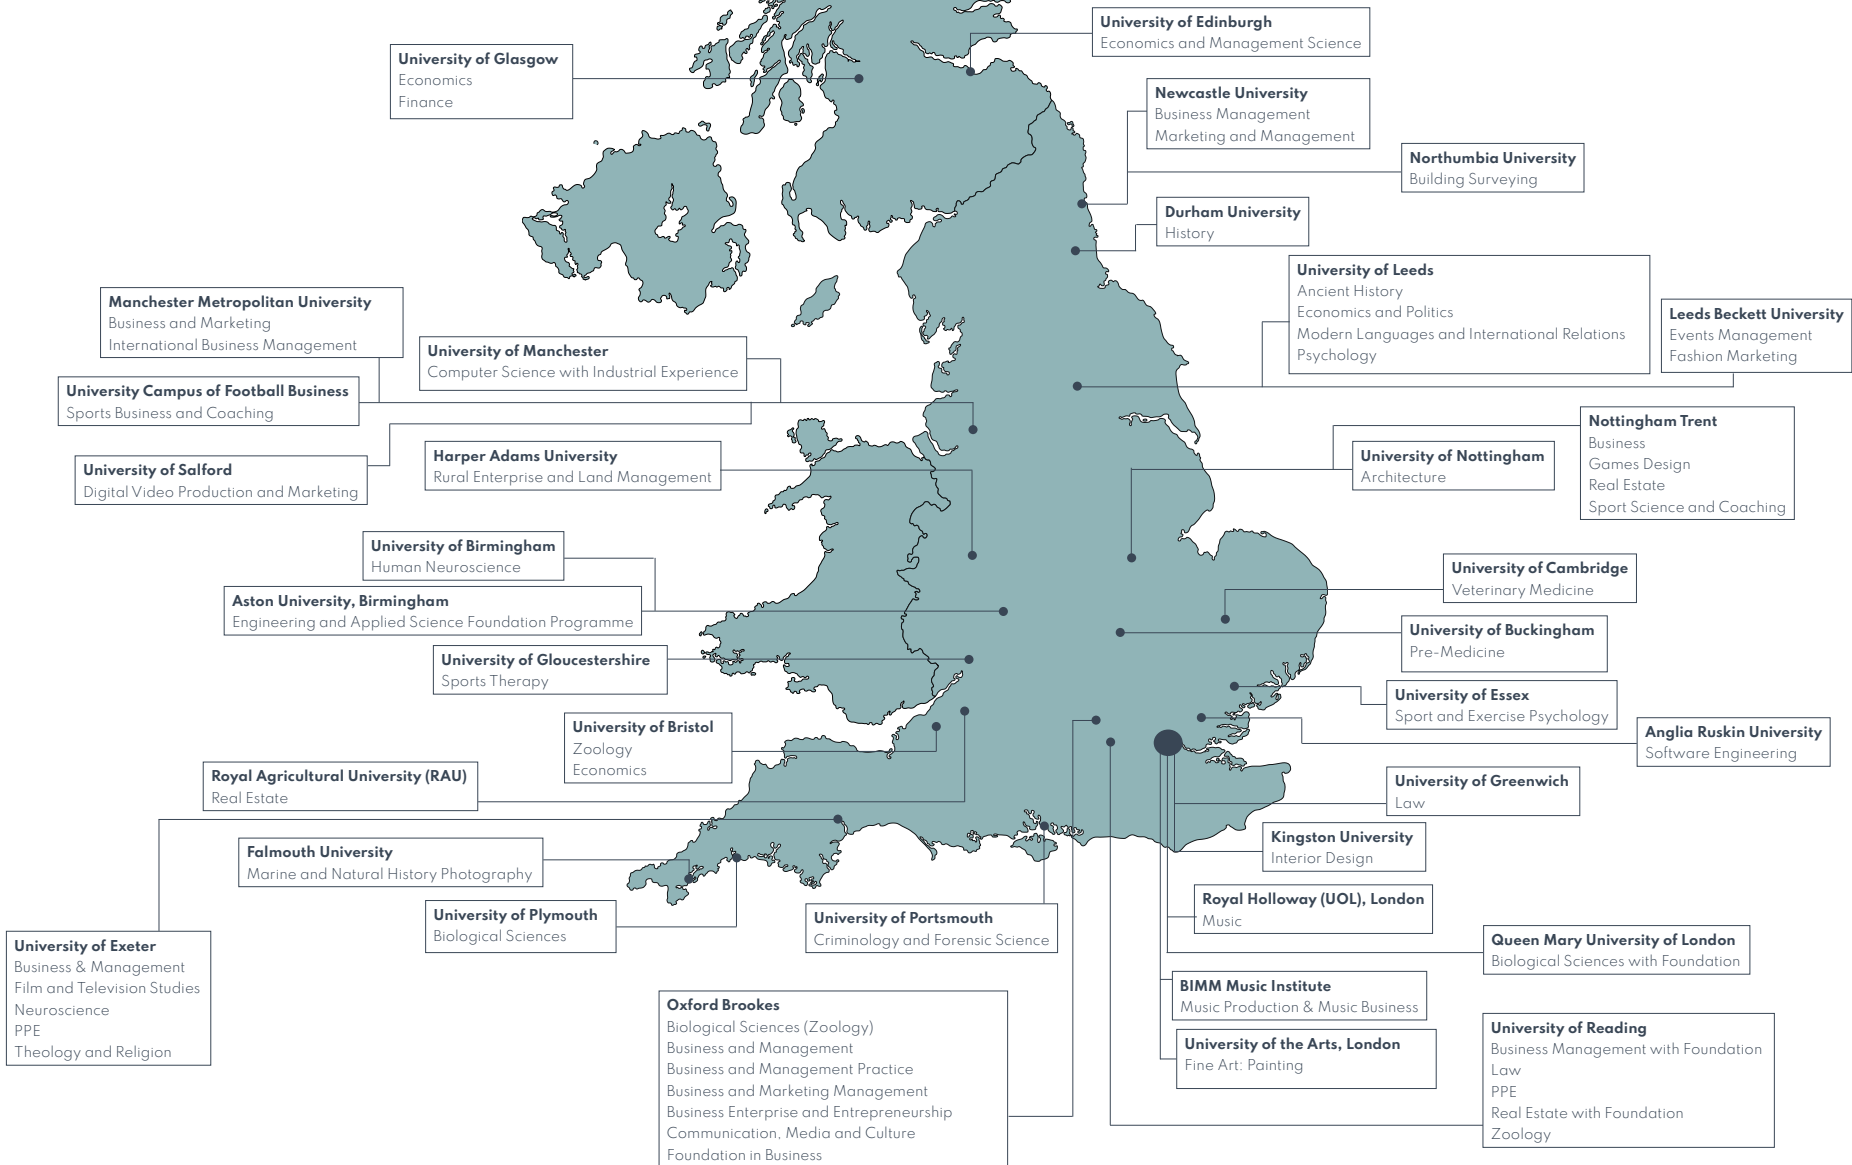 University of Edinburgh
Economics and Management Science
University of Glasgow
Economics
Finance
Newcastle University
Business Management
Marketing and Management
Northumbia University
Building Surveying
Durham University
History
University of Leeds
Ancient History
Economics and Politics
Modern Languages and International Relations
Psychology
Leeds Beckett University
Events Management
Fashion Marketing
Manchester Metropolitan University
Business and Marketing
International Business Management
University of Manchester
Computer Science with Industrial Experience
University Campus of Football Business
Sports Business and Coaching
University of Salford
Digital Video Production and Marketing
Harper Adams University
Rural Enterprise and Land Management
Nottingham Trent
Business
Games Design
Real Estate
Sport Science and Coaching
University of Nottingham
Architecture
University of Birmingham
Human Neuroscience
Aston University, Birmingham
Engineering and Applied Science Foundation Programme
University of Cambridge
Veterinary Medicine
University of Buckingham
Pre-Medicine
University of Gloucestershire
Sports Therapy
University of Essex
Sport and Exercise Psychology
University of Bristol
Zoology
Economics
Anglia Ruskin University
Software Engineering
Royal Agricultural University (RAU)
Real Estate
University of Greenwich
Law
Kingston University
Interior Design
Falmouth University
Marine and Natural History Photography
Royal Holloway (UOL), London
Music
University of Plymouth
Biological Sciences
University of Portsmouth
Criminology and Forensic Science
Queen Mary University of London
Biological Sciences with Foundation
University of Exeter
Business & Management
Film and Television Studies
Neuroscience
PPE
Theology and Religion
BIMM Music Institute
Music Production & Music Business
University of the Arts, London
Fine Art: Painting
Oxford Brookes
Biological Sciences (Zoology)
Business and Management
Business and Management Practice
Business and Marketing Management
Business Enterprise and Entrepreneurship
Communication, Media and Culture
Foundation in Business
University of Reading
Business Management with Foundation
Law
PPE
Real Estate with Foundation
Zoology